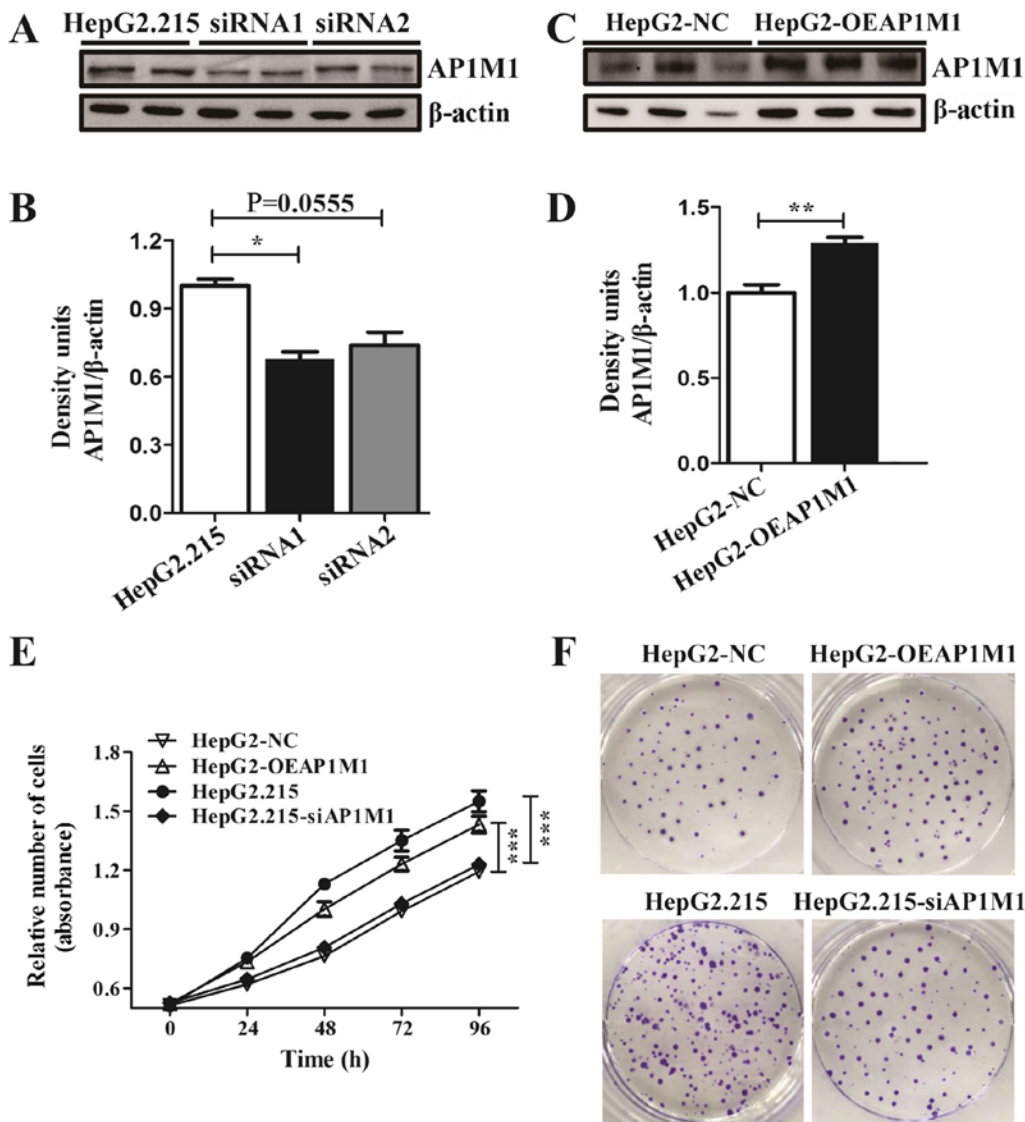 A
HepG2.215 siRNA1 siRNA2
AP1M1
β-actin
C
HepG2-NC HepG2-OEAP1M1
AP1M1
β-actin
B
P=0.0555
*
1.2
0.9
0.6
0.3
0.0
Density units
AP1M1/β-actin
HepG2.215
siRNA1
siRNA2
D
**
1.5
1.0
0.5
0.0
Density units
AP1M1/β-actin
HepG2-NC
HepG2-OEAP1M1
E
HepG2-NC
HepG2-OEAP1M1
HepG2.215
HepG2.215-siAP1M1
1.8
1.5
1.2
0.9
0.6
Relative number of cells
(absorbance)
***
***
0 24 48 72 96
Time (h)
F
HepG2-NC HepG2-OEAP1M1
HepG2.215 HepG2.215-siAP1M1